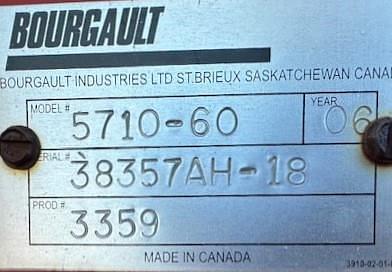 BOURGAULT
BOURGAULT INDUSTRIES LTD ST.BRIEUX SASKATCHEWAN CANA
MODEL # 5710-60 YEAR 06
SERIAL # 38357AH-18
PROD # 3359
MADE IN CANADA